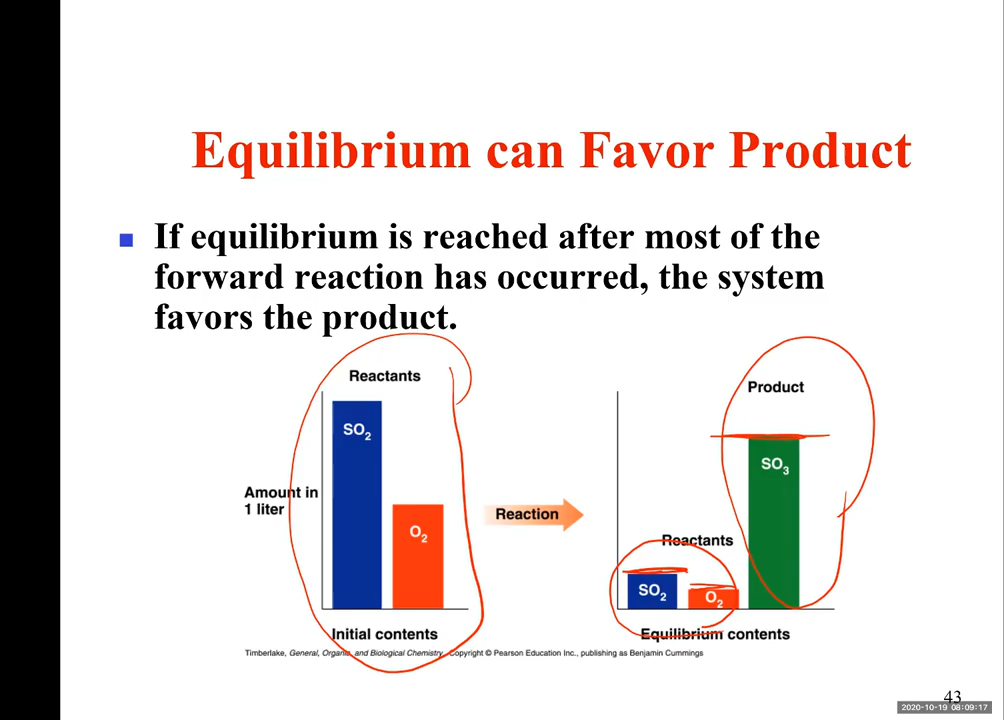 Equilibrium can Favor Product
If equilibrium is reached after most of the
forward reaction has occurred, the system
favors the product.
Reactants
SO2
O2
Amount in
1 liter
Initial contents
Reaction
Product
SO3
Reactants
SO2
O2
Equilibrium contents
Timberlake, General, Organic, and Biological Chemistry. Copyright © Pearson Education Inc., publishing as Benjamin Cummings
43
2020-10-19 08:09:17